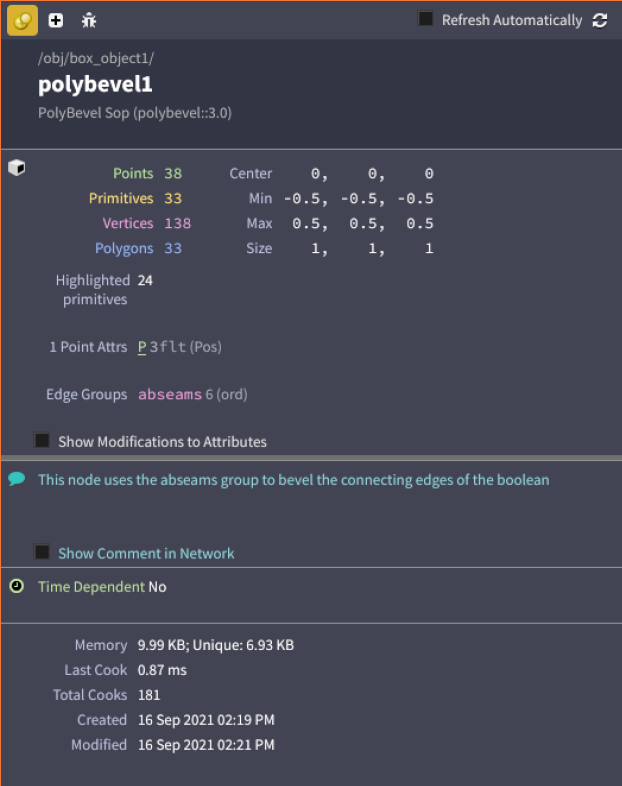 Refresh Automatically
/obj/box_object1/
polybevel1
PolyBevel Sop (polybevel::3.0)
Points 38 Center 0, 0, 0
Primitives 33 Min -0.5, -0.5, -0.5
Vertices 138 Max 0.5, 0.5, 0.5
Polygons 33 Size 1, 1, 1
Highlighted 24
primitives
1 Point Attrs P 3flt (Pos)
Edge Groups abseams 6 (ord)
Show Modifications to Attributes
This node uses the abseams group to bevel the connecting edges of the boolean
Show Comment in Network
Time Dependent No
Memory 9.99 KB; Unique: 6.93 KB
Last Cook 0.87 ms
Total Cooks 181
Created 16 Sep 2021 02:19 PM
Modified 16 Sep 2021 02:21 PM